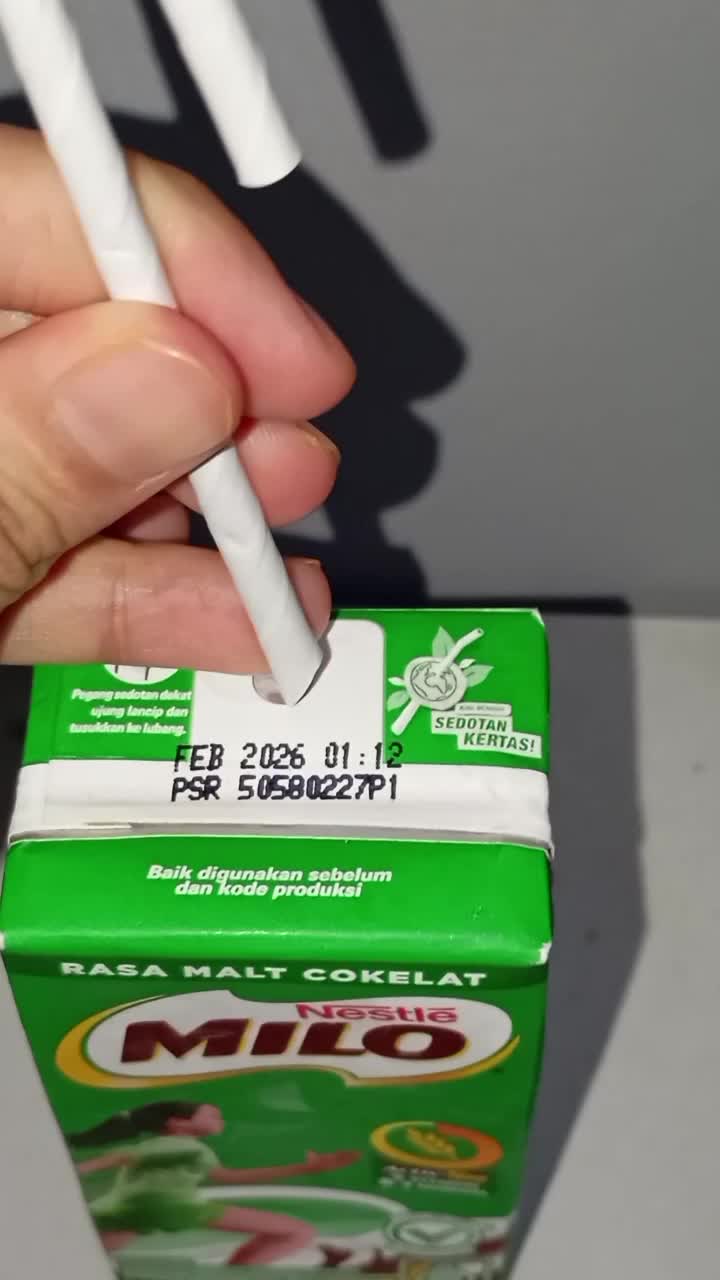 Pegang sedotan dekat
ujung lancip dan
tusukkan ke lubang.
SEDOTAN
KERTAS!
FEB 2026 01:12
PSR 50580227P1
Baik digunakan sebelum
dan kode produksi
RASA MALT COKELAT
Nestlé
MILO